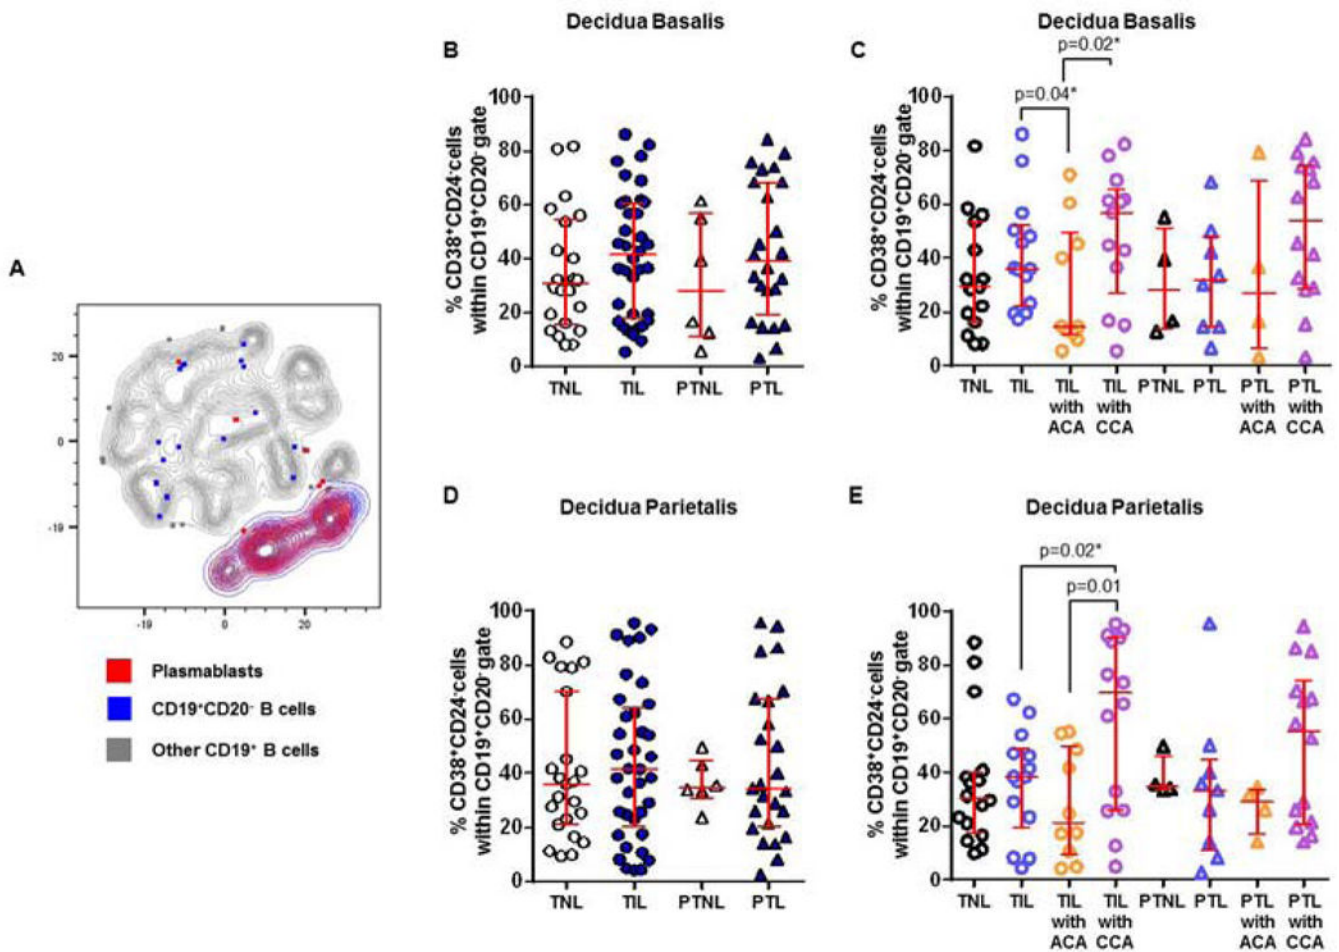 A
20
0
-19
-19
0
20
Plasmablasts
CD19⁺CD20⁻ B cells
Other CD19⁺ B cells
Decidua Basalis
B
% CD38⁺CD24⁻cells
within CD19⁺CD20⁻gate
100
80
60
40
20
0
TNL
TIL
PTNL
PTL
Decidua Basalis
C
p=0.02*
p=0.04*
% CD38⁺CD24⁻cells
within CD19⁺CD20⁻gate
100
80
60
40
20
0
TNL
TIL
TIL
with
ACA
TIL
with
CCA
PTNL
PTL
PTL
with
ACA
PTL
with
CCA
D
Decidua Parietalis
% CD38⁺CD24⁻cells
within CD19⁺CD20⁻gate
100
80
60
40
20
0
TNL
TIL
PTNL
PTL
E
Decidua Parietalis
p=0.02*
p=0.01
% CD38⁺CD24⁻cells
within CD19⁺CD20⁻gate
100
80
60
40
20
0
TNL
TIL
TIL
with
ACA
TIL
with
CCA
PTNL
PTL
PTL
with
ACA
PTL
with
CCA